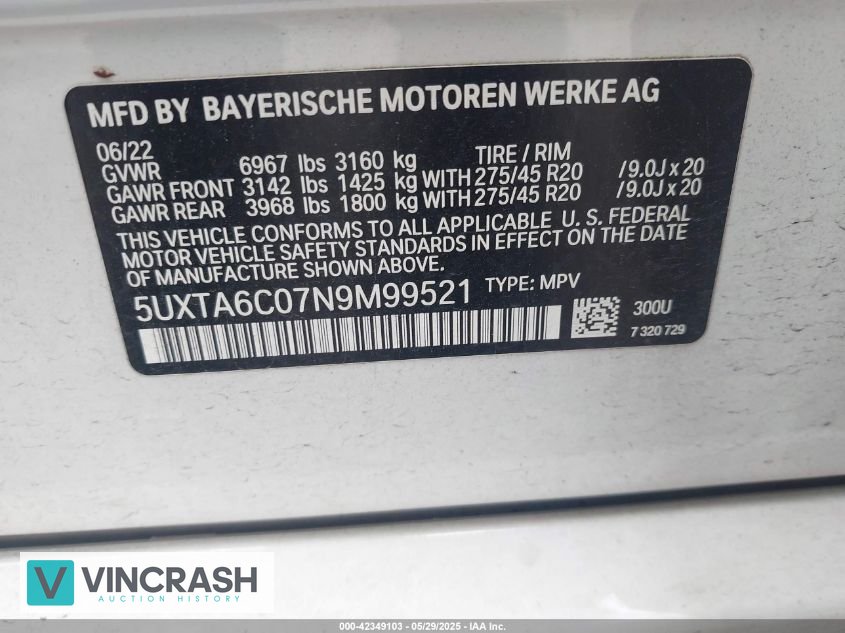 MFD BY BAYERISCHE MOTOREN WERKE AG
06/22
GVWR 6967 lbs 3160 kg TIRE / RIM
GAWR FRONT 3142 lbs 1425 kg WITH 275/45 R20 /9.0J x 20
GAWR REAR 3968 lbs 1800 kg WITH 275/45 R20 /9.0J x 20
THIS VEHICLE CONFORMS TO ALL APPLICABLE U. S. FEDERAL
MOTOR VEHICLE SAFETY STANDARDS IN EFFECT ON THE DATE
OF MANUFACTURE SHOWN ABOVE.
5UXTA6C07N9M99521 TYPE: MPV
300U
7 320 729
V VINCRASH
AUCTION HISTORY
000-42349103 - 05/29/2025 - IAA Inc.